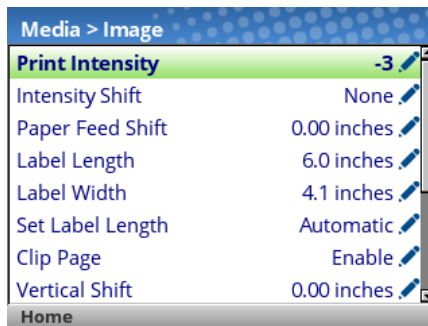 Media > Image
Print Intensity -3
Intensity Shift None
Paper Feed Shift 0.00 inches
Label Length 6.0 inches
Label Width 4.1 inches
Set Label Length Automatic
Clip Page Enable
Vertical Shift 0.00 inches
Home